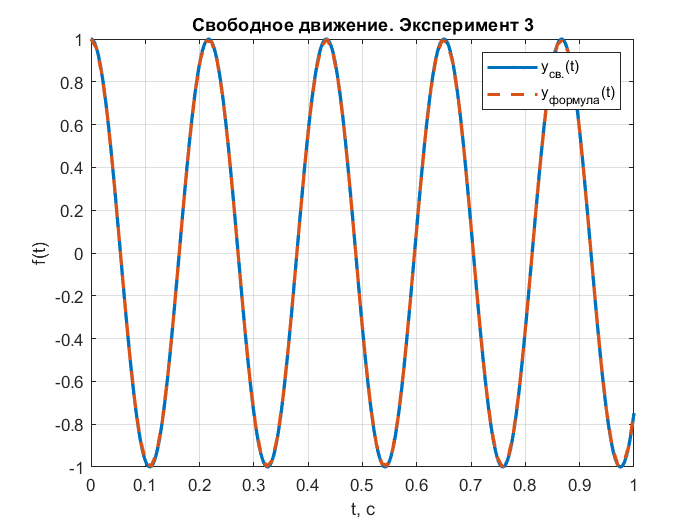 Свободное движение. Эксперимент 3
y св. (t)
y формула (t)
f(t)
1
0.8
0.6
0.4
0.2
0
-0.2
-0.4
-0.6
-0.8
-1
0 0.1 0.2 0.3 0.4 0.5 0.6 0.7 0.8 0.9 1
t, c